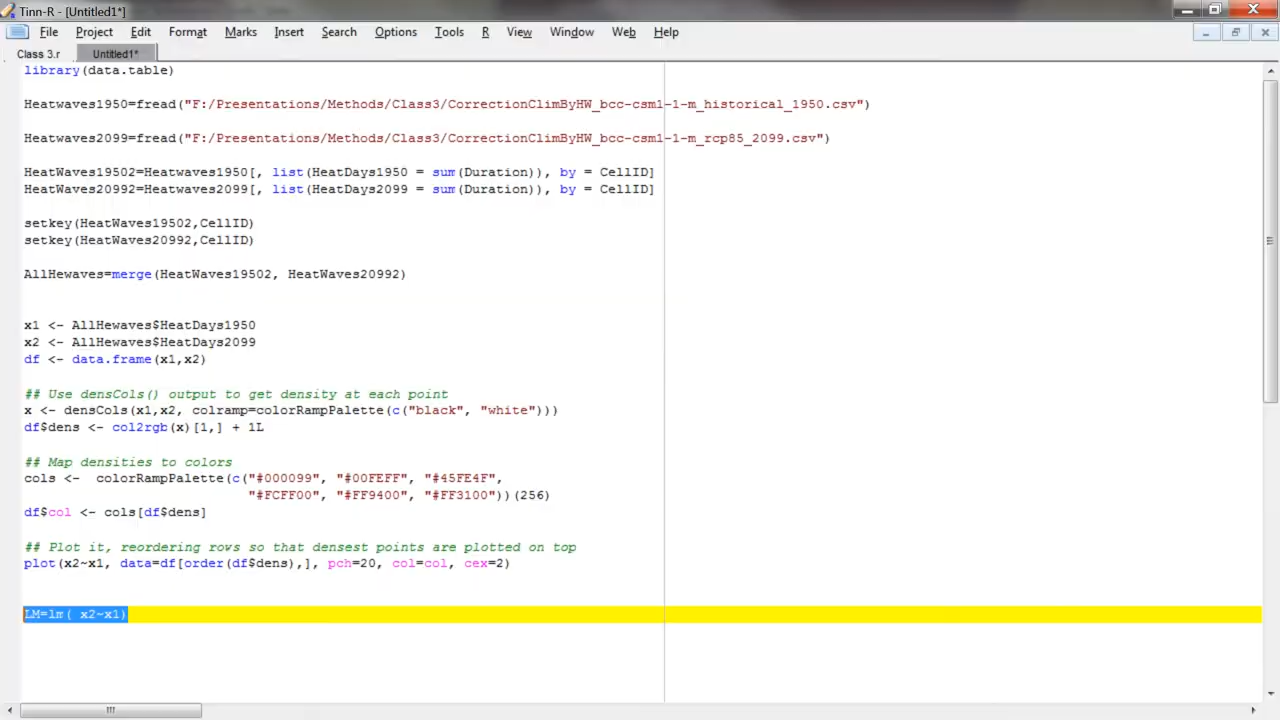 Tinn-R - [Untitled1*]
File Project Edit Format Marks Insert Search Options Tools R View Window Web Help
Class 3.r Untitled1*
library(data.table)
Heatwaves1950=fread("F:/Presentations/Methods/Class3/CorrectionClimByHW_bcc-csm1-1-m_historical_1950.csv")
Heatwaves2099=fread("F:/Presentations/Methods/Class3/CorrectionClimByHW_bcc-csm1-1-m_rcp85_2099.csv")
HeatWaves19502=Heatwaves1950[, list(HeatDays1950 = sum(Duration)), by = CellID]
HeatWaves20992=Heatwaves2099[, list(HeatDays2099 = sum(Duration)), by = CellID]
setkey(HeatWaves19502,CellID)
setkey(HeatWaves20992,CellID)
AllHewaves=merge(HeatWaves19502, HeatWaves20992)
x1 <- AllHewaves$HeatDays1950
x2 <- AllHewaves$HeatDays2099
df <- data.frame(x1,x2)
## Use densCols() output to get density at each point
x <- densCols(x1,x2, colramp=colorRampPalette(c("black", "white")))
df$dens <- col2rgb(x)[1,] + 1L
## Map densities to colors
cols <-  colorRampPalette(c("#000099", "#00FEFF", "#45FE4F",
"#FCFF00", "#FF9400", "#FF3100"))(256)
df$col <- cols[df$dens]
## Plot it, reordering rows so that densest points are plotted on top
plot(x2~x1, data=df[order(df$dens),], pch=20, col=col, cex=2)
LM=lm( x2~x1)